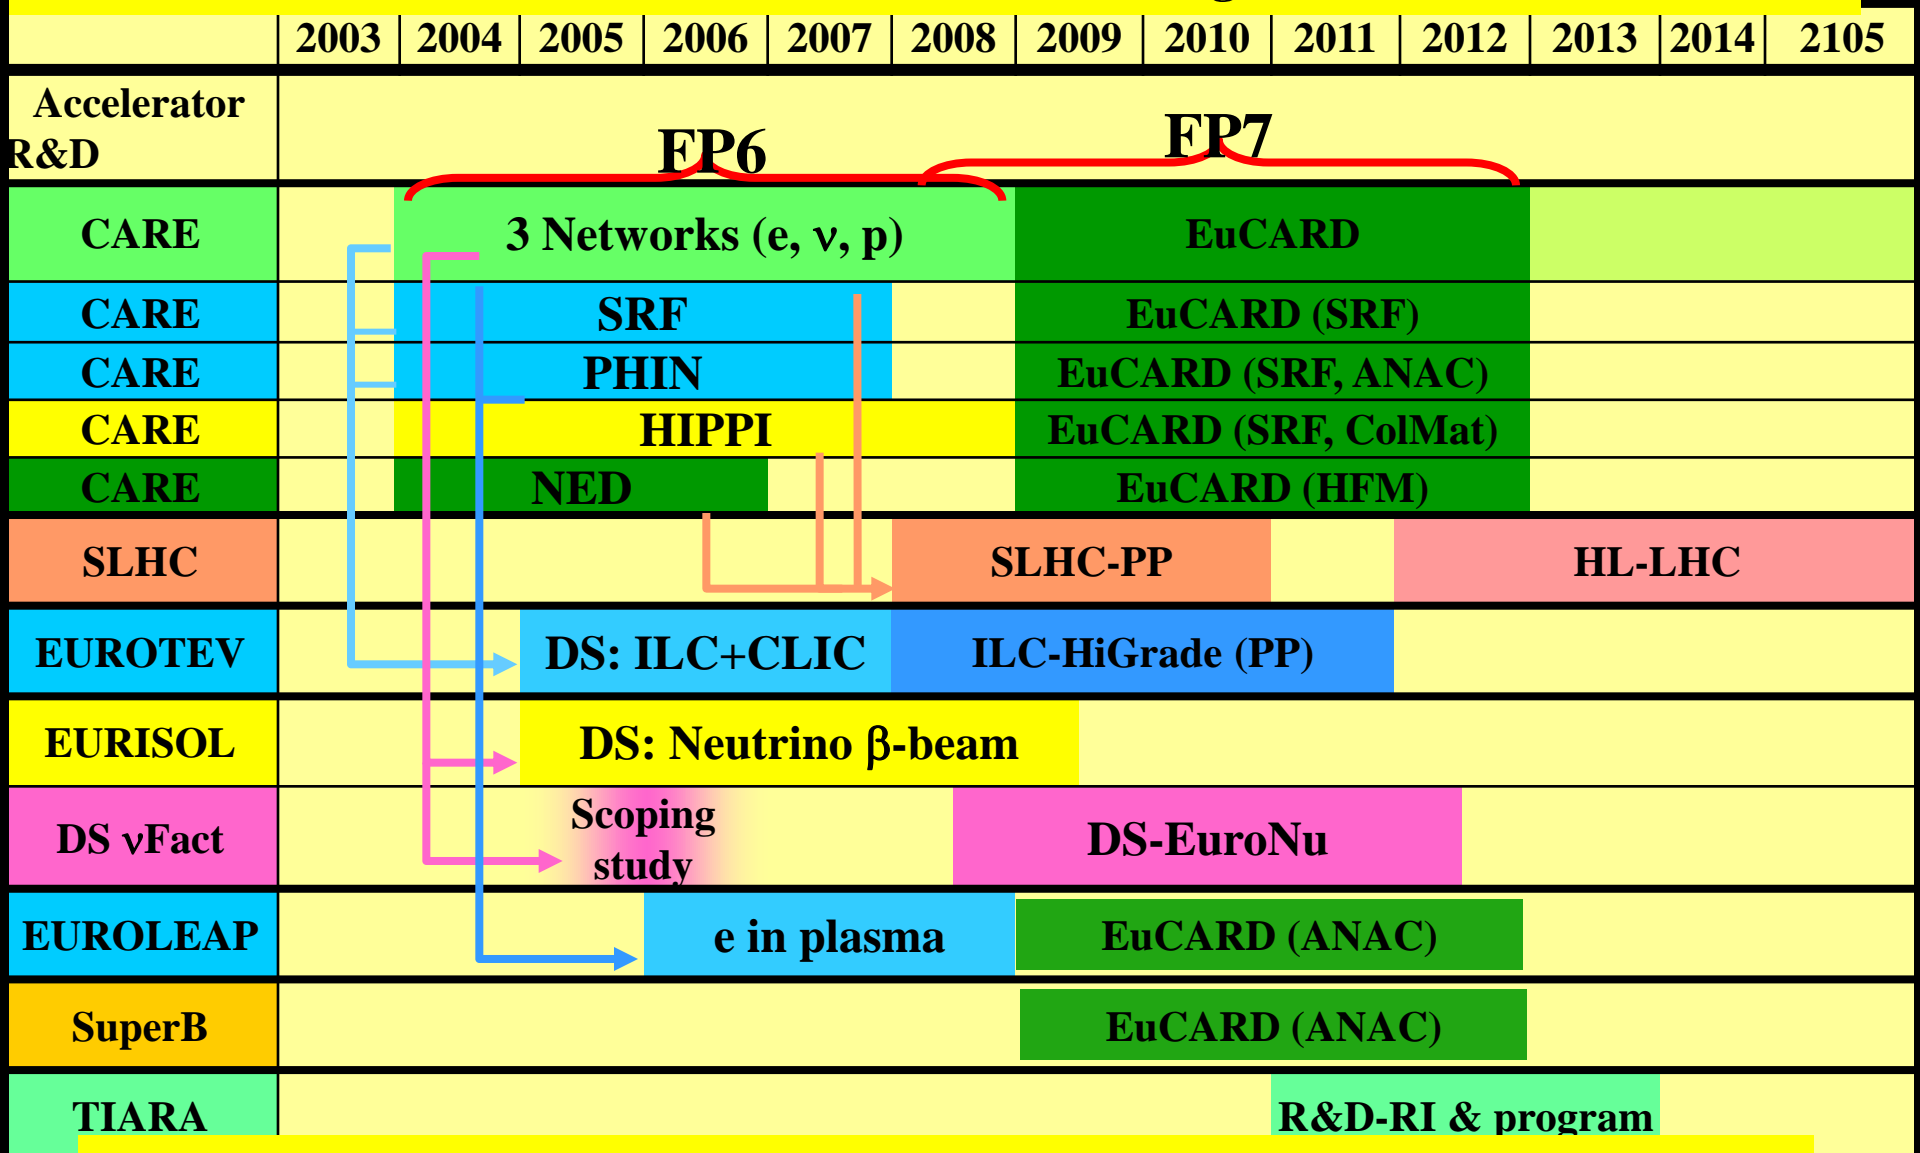 2003 2004 2005 2006 2007 2008 2009 2010 2011 2012 2013 2014 2105
Accelerator
R&D
FP6 FP7
CARE 3 Networks (e, ν, p) EuCARD
CARE SRF EuCARD (SRF)
CARE PHIN EuCARD (SRF, ANAC)
CARE HIPPI EuCARD (SRF, ColMat)
CARE NED EuCARD (HFM)
SLHC SLHC-PP HL-LHC
EUROTEV DS: ILC+CLIC ILC-HiGrade (PP)
EURISOL DS: Neutrino β-beam
DS νFact Scoping DS-EuroNu
study
EUROLEAP e in plasma EuCARD (ANAC)
SuperB EuCARD (ANAC)
TIARA R&D-RI & program